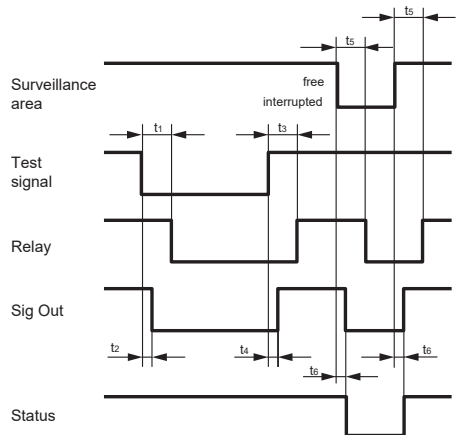 t5
t5
Surveillance
area
free
interrupted
t1
t3
Test
signal
Relay
Sig Out
t2
t4
t6
t6
Status